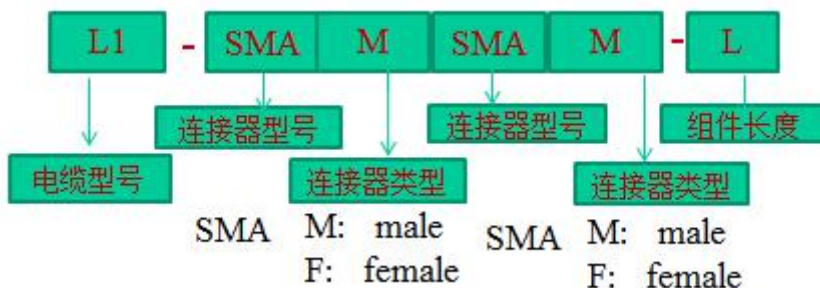 L1 - SMA M SMA M - L
连接器型号 连接器型号 组件长度
电缆型号 连接器类型 连接器类型
SMA M: male SMA M: male
F: female F: female